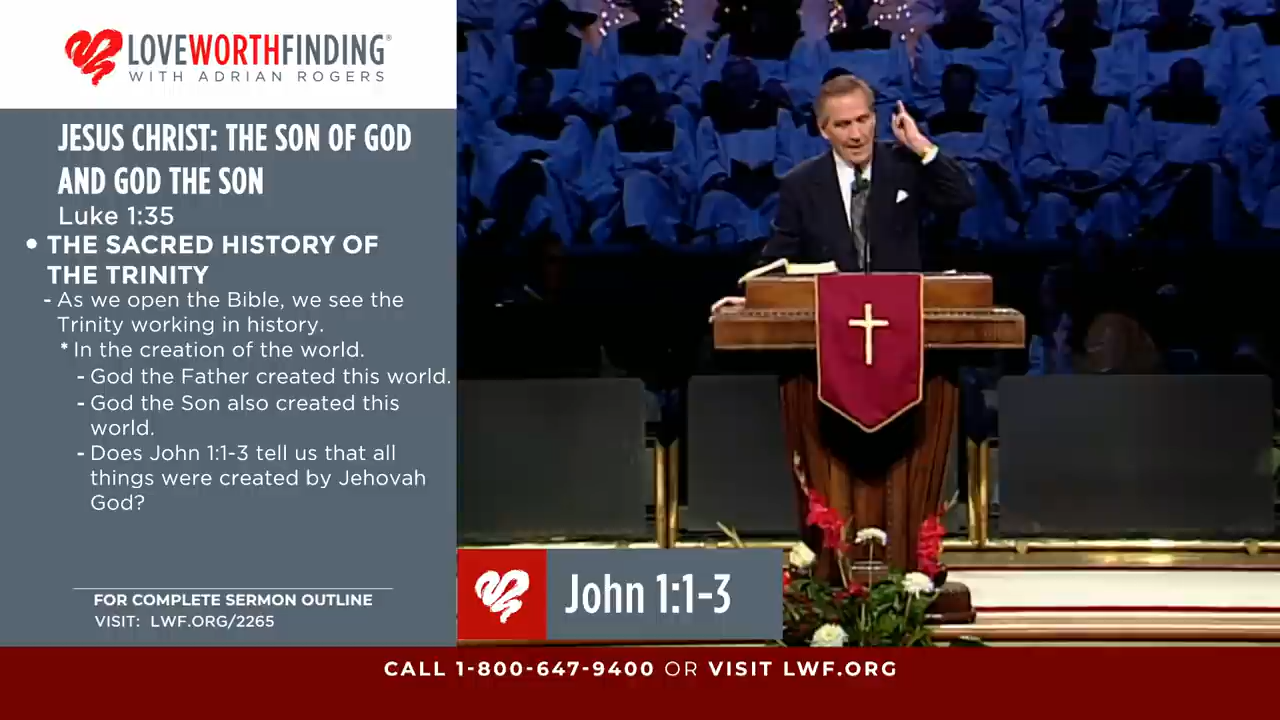 LOVEWORTHFINDING®
WITH ADRIAN ROGERS
JESUS CHRIST: THE SON OF GOD
AND GOD THE SON
Luke 1:35
• THE SACRED HISTORY OF
THE TRINITY
- As we open the Bible, we see the
Trinity working in history.
* In the creation of the world.
- God the Father created this world.
- God the Son also created this
world.
- Does John 1:1-3 tell us that all
things were created by Jehovah
God?
FOR COMPLETE SERMON OUTLINE
VISIT: LWF.ORG/2265
John 1:1-3
CALL 1-800-647-9400 OR VISIT LWF.ORG